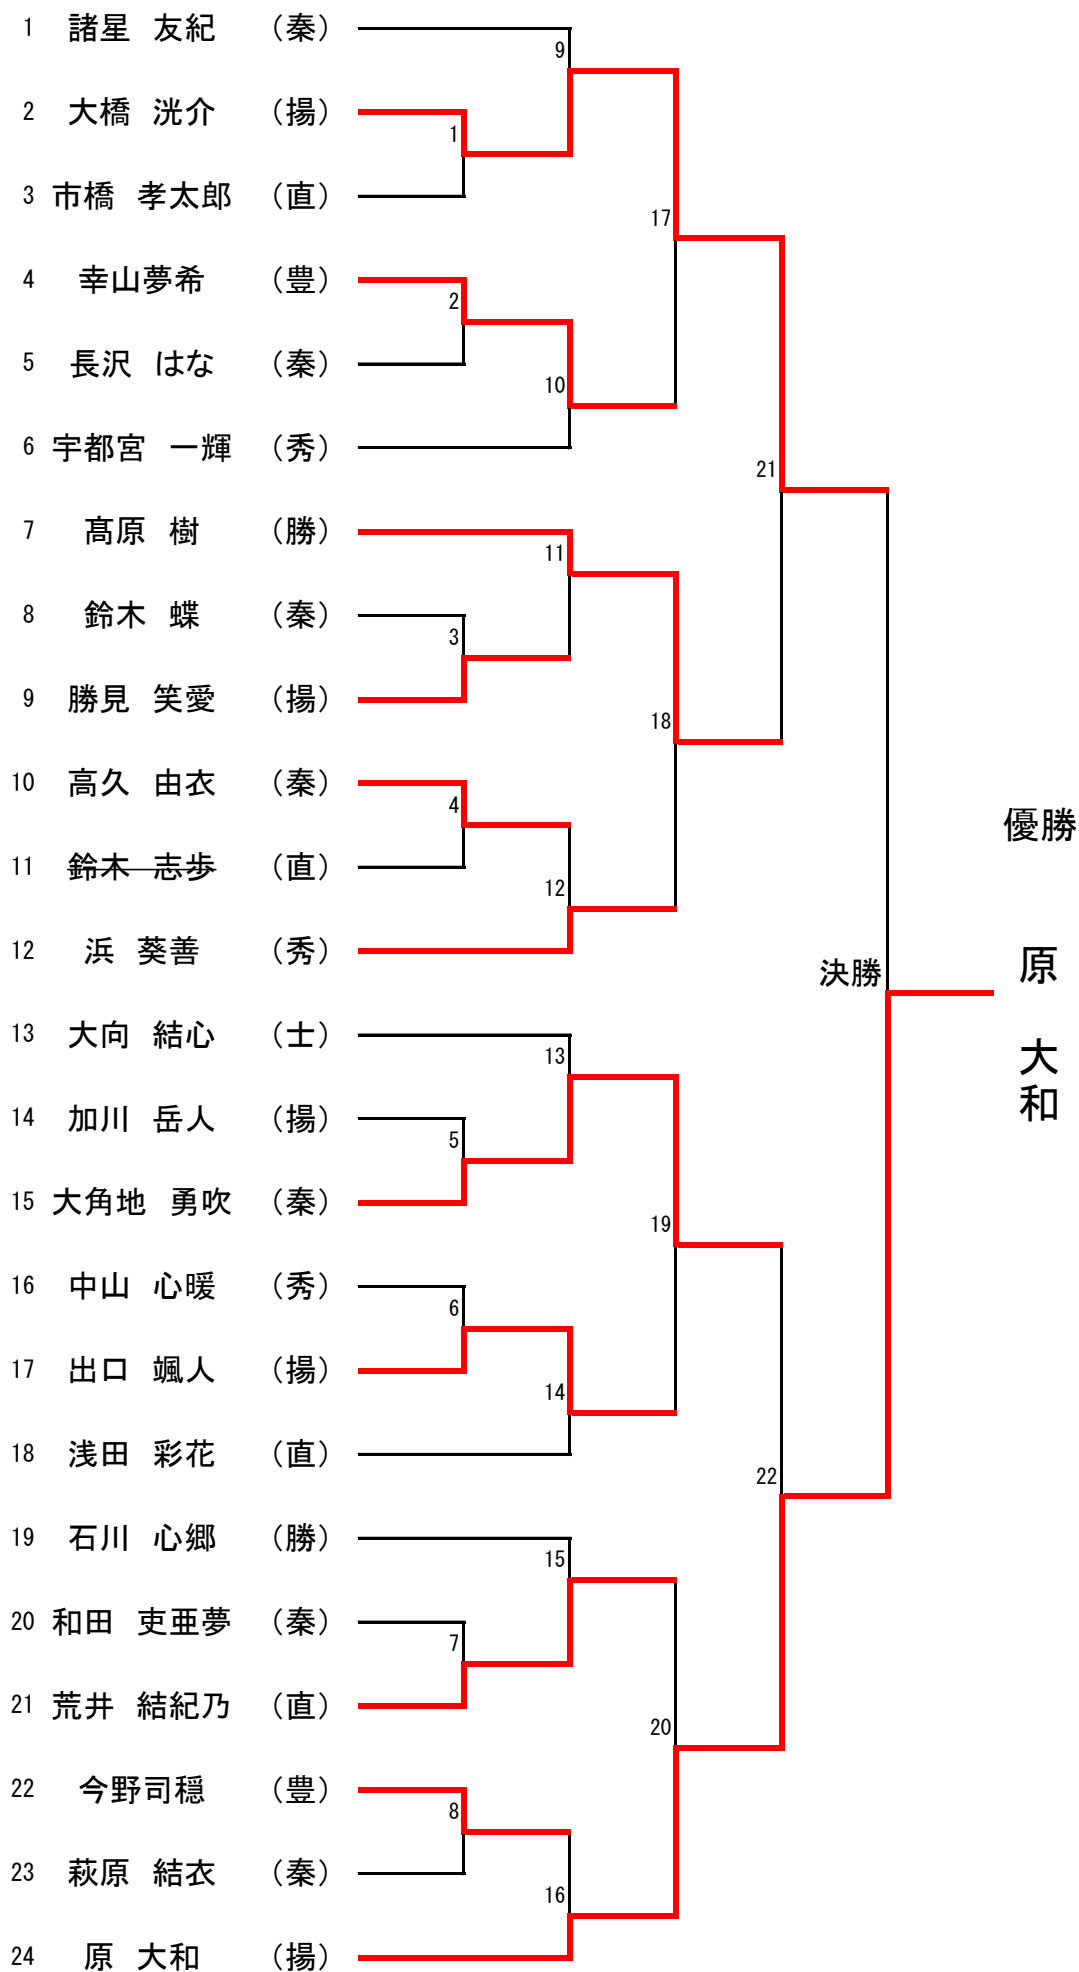 1 諸星 友紀 （秦）
9
2 大橋 洸介 （揚）
1
3 市橋 孝太郎 （直）
17
4 幸山夢希 （豊）
2
5 長沢 はな （秦）
10
6 宇都宮 一輝 （秀）
21
7 髙原 樹 （勝）
11
8 鈴木 蝶 （秦）
3
9 勝見 笑愛 （揚）
18
10 高久 由衣 （秦）
4
優勝
11 鈴木 志歩 （直）
12
12 浜 葵善 （秀）
決勝
原 大和
13 大向 結心 （士）
13
14 加川 岳人 （揚）
5
15 大角地 勇吹 （秦）
19
16 中山 心暖 （秀）
6
17 出口 颯人 （揚）
14
18 浅田 彩花 （直）
22
19 石川 心郷 （勝）
15
20 和田 吏亜夢 （秦）
7
21 荒井 結紀乃 （直）
20
22 今野司穏 （豊）
8
23 萩原 結衣 （秦）
16
24 原 大和 （揚）